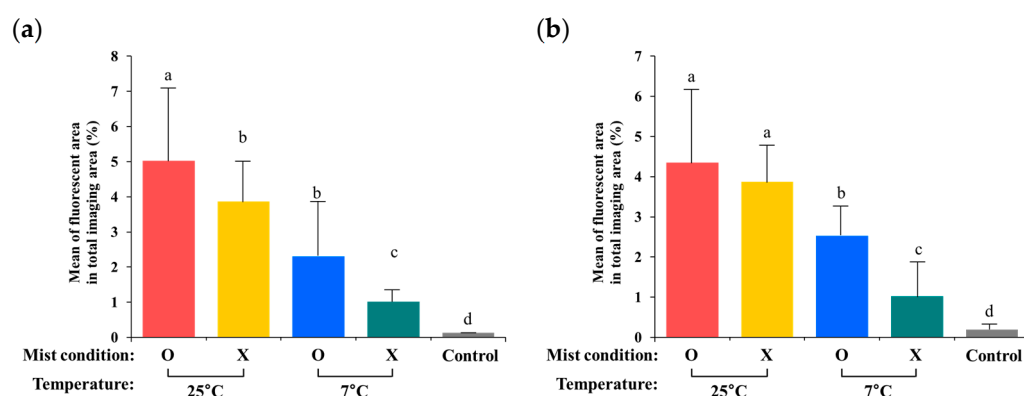 (a)
Mean of fluorescent area
in total imaging area (%)
8
7
6
5
4
3
2
1
0
a
b
b
c
d
Mist condition: O X O X Control
Temperature: 25°C 7°C
(b)
Mean of fluorescent area
in total imaging area (%)
7
6
5
4
3
2
1
0
a
a
b
c
d
Mist condition: O X O X Control
Temperature: 25°C 7°C